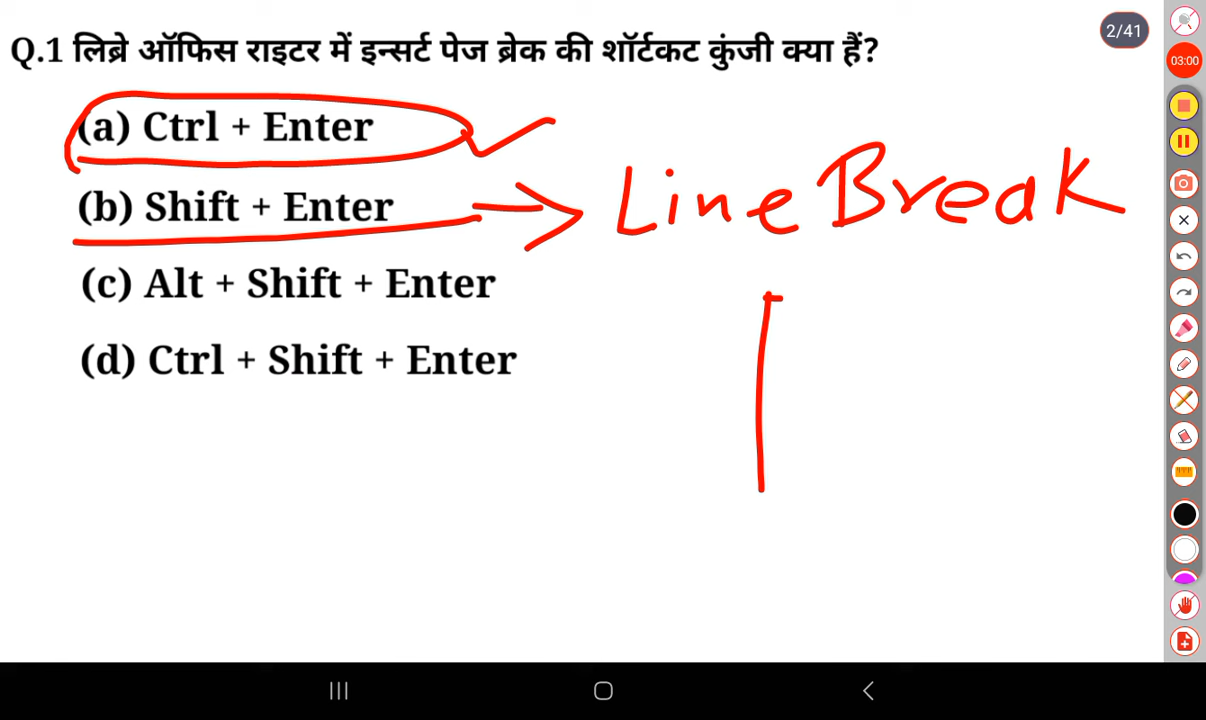 2/41
Q.1 लिब्रे ऑफिस राइटर में इन्सर्ट पेज ब्रेक की शॉर्टकट कुंजी क्या हैं?
03:00
(a) Ctrl + Enter
(b) Shift + Enter
Line Break
(c) Alt + Shift + Enter
(d) Ctrl + Shift + Enter